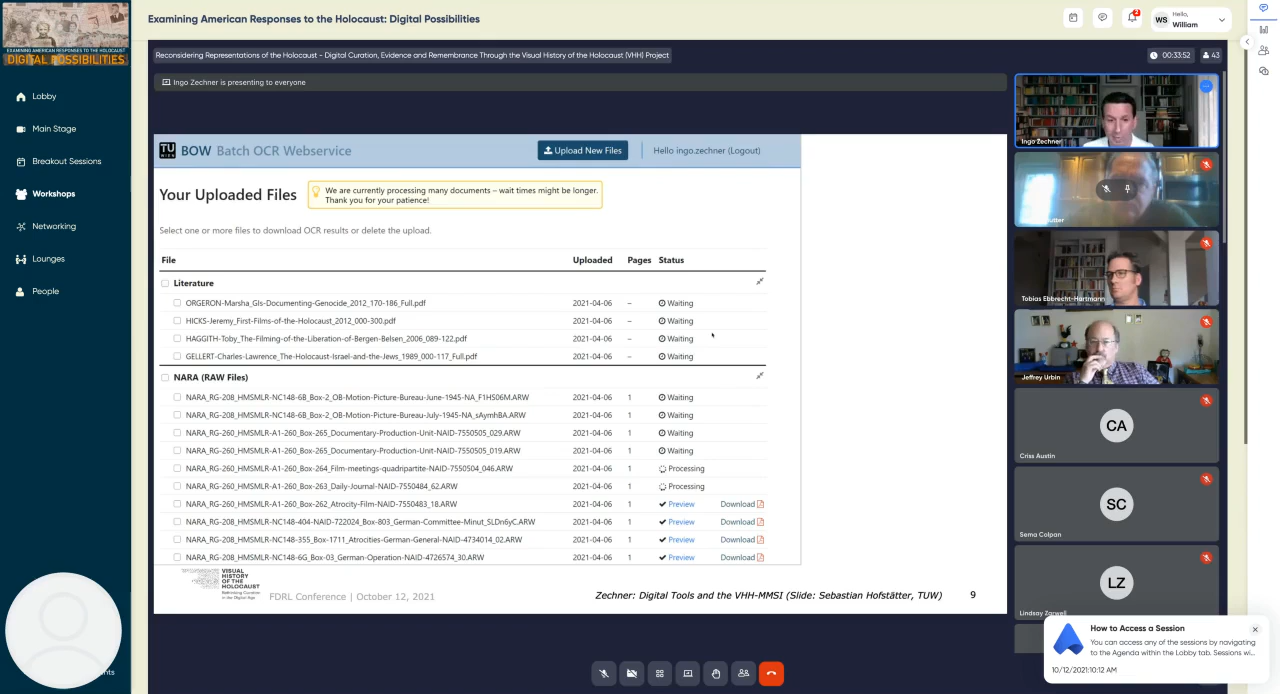 EXAMINING AMERICAN RESPONSES TO THE HOLOCAUST
DIGITAL POSSIBILITIES
Lobby
Main Stage
Breakout Sessions
Workshops
Networking
Lounges
People
nts
Examining American Responses to the Holocaust: Digital Possibilities
2
WS
Hello,
William
Reconsidering Representations of the Holocaust - Digital Curation, Evidence and Remembrance Through the Visual History of the Holocaust (VHH) Project
00:33:52
43
Ingo Zechner is presenting to everyone
TU
WIEN
BOW Batch OCR Webservice
Upload New Files
Hello ingo.zechner (Logout)
Your Uploaded Files
We are currently processing many documents – wait times might be longer.
Thank you for your patience!
Select one or more files to download OCR results or delete the upload.
File Uploaded Pages Status
Literature
ORGERON-Marsha_GIs-Documenting-Genocide_2012_170-186_Full.pdf 2021-04-06 – Waiting
HICKS-Jeremy_First-Films-of-the-Holocaust_2012_000-300.pdf 2021-04-06 – Waiting
HAGGITH-Toby_The-Filming-of-the-Liberation-of-Bergen-Belsen_2006_089-122.pdf 2021-04-06 – Waiting
GELLERT-Charles-Lawrence_The-Holocaust-Israel-and-the-Jews_1989_000-117_Full.pdf 2021-04-06 – Waiting
NARA (RAW Files)
NARA_RG-208_HMSMLR-NC148-6B_Box-2_OB-Motion-Picture-Bureau-June-1945-NA_F1HS06M.ARW 2021-04-06 1 Waiting
NARA_RG-208_HMSMLR-NC148-6B_Box-2_OB-Motion-Picture-Bureau-July-1945-NA_sAymhBA.ARW 2021-04-06 1 Waiting
NARA_RG-260_HMSMLR-A1-260_Box-265_Documentary-Production-Unit-NAID-7550505_029.ARW 2021-04-06 1 Waiting
NARA_RG-260_HMSMLR-A1-260_Box-265_Documentary-Production-Unit-NAID-7550505_019.ARW 2021-04-06 1 Waiting
NARA_RG-260_HMSMLR-A1-260_Box-264_Film-meetings-quadripartite-NAID-7550504_046.ARW 2021-04-06 1 Processing
NARA_RG-260_HMSMLR-A1-260_Box-263_Daily-Journal-NAID-7550484_62.ARW 2021-04-06 1 Processing
NARA_RG-260_HMSMLR-A1-260_Box-262_Atrocity-Film-NAID-7550483_18.ARW 2021-04-06 1 Preview Download
NARA_RG-208_HMSMLR-NC148-404-NAID-722024_Box-803_German-Committee-Minut_SLDn6yC.ARW 2021-04-06 1 Preview Download
NARA_RG-208_HMSMLR-NC148-355_Box-1711_Atrocities-German-General-NAID-4734014_02.ARW 2021-04-06 1 Preview Download
NARA_RG-208_HMSMLR-NC148-6G_Box-03_German-Operation-NAID-4726574_30.ARW 2021-04-06 1 Preview Download
VISUAL
HISTORY
OF THE
HOLOCAUST
Rethinking Curation
in the Digital Age
FDRL Conference | October 12, 2021
Zechner: Digital Tools and the VHH-MMSI (Slide: Sebastian Hofstätter, TUW) 9
Ingo Zechner
utter
Tobias Ebbrecht-Hartmann
Jeffrey Urbin
CA
Criss Austin
SC
Sema Colpan
LZ
Lindsay Zarwell
How to Access a Session
You can access any of the sessions by navigating
to the Agenda within the Lobby tab. Sessions wi...
10/12/2021:10:12 AM